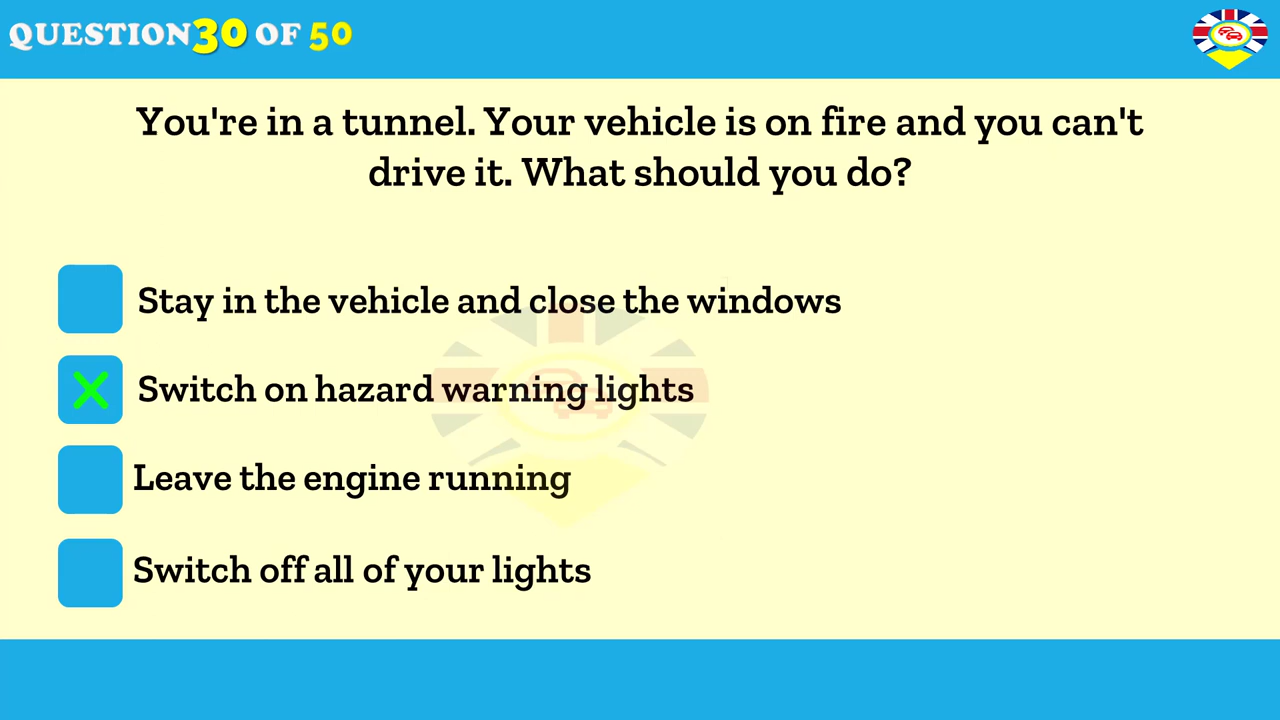 QUESTION 30 OF 50
You're in a tunnel. Your vehicle is on fire and you can't
drive it. What should you do?
Stay in the vehicle and close the windows
Switch on hazard warning lights
Leave the engine running
Switch off all of your lights